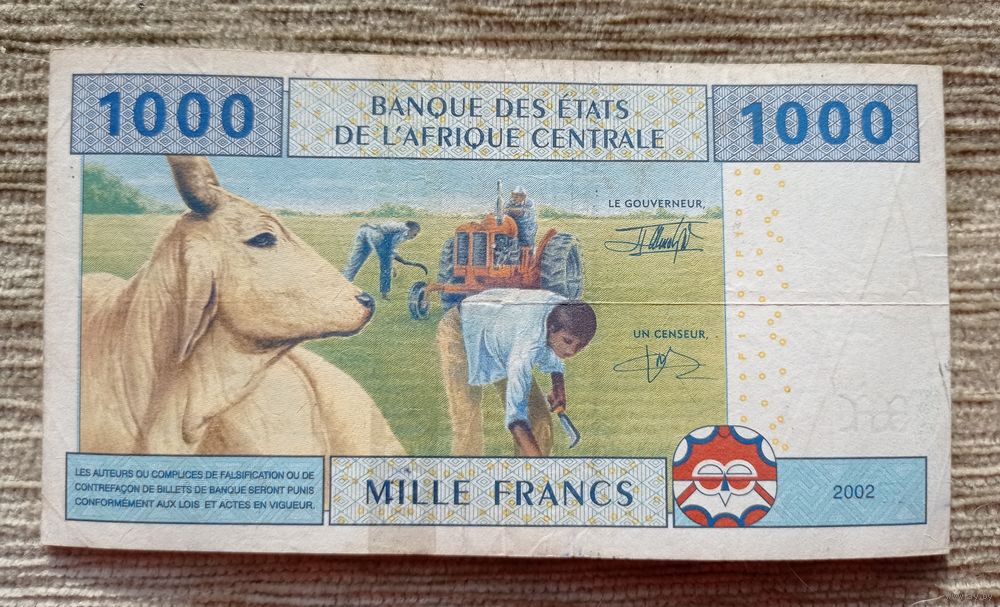 1000
BANQUE DES ÉTATS
DE L'AFRIQUE CENTRALE
1000
LE GOUVERNEUR,
UN CENSEUR,
LES AUTEURS OU COMPLICES DE FALSIFICATION OU DE
CONTREFAÇON DE BILLETS DE BANQUE SERONT PUNIS
CONFORMÉMENT AUX LOIS ET ACTES EN VIGUEUR.
MILLE FRANCS
2002